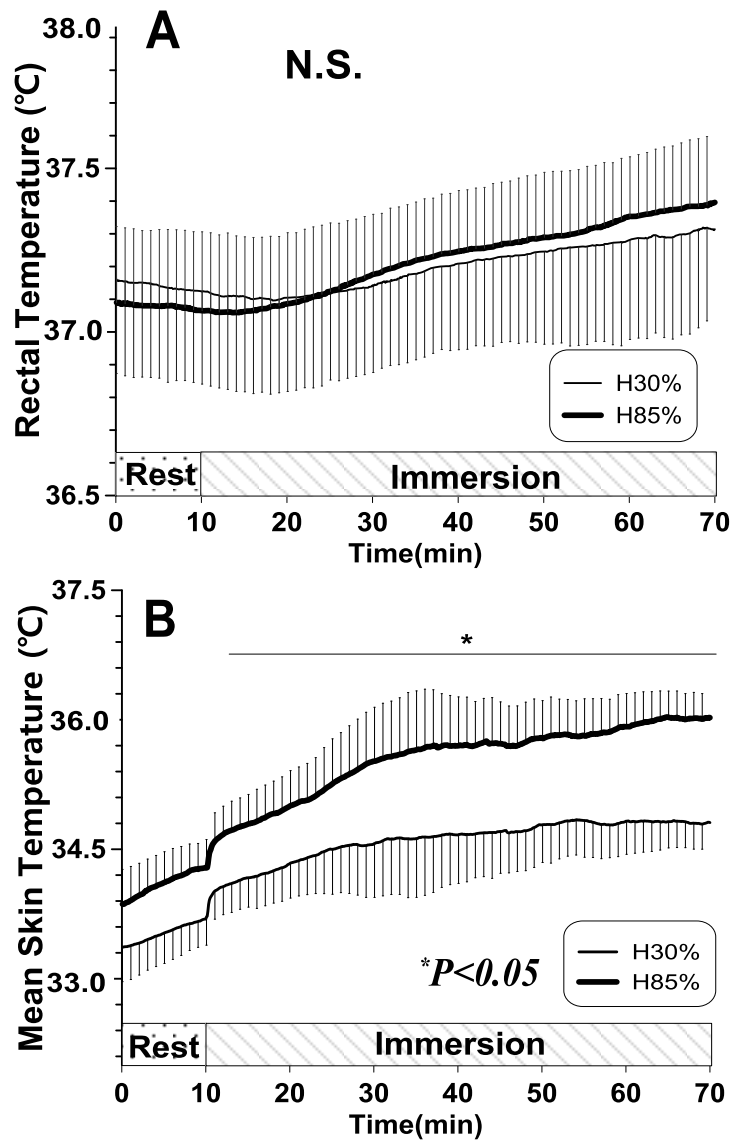 A
N.S.
Rectal Temperature (℃)
38.0
37.5
37.0
36.5
H30%
H85%
Rest
Immersion
0 10 20 30 40 50 60 70
Time(min)
B
*
Mean Skin Temperature (℃)
37.5
36.0
34.5
33.0
*P<0.05
H30%
H85%
Rest
Immersion
0 10 20 30 40 50 60 70
Time(min)